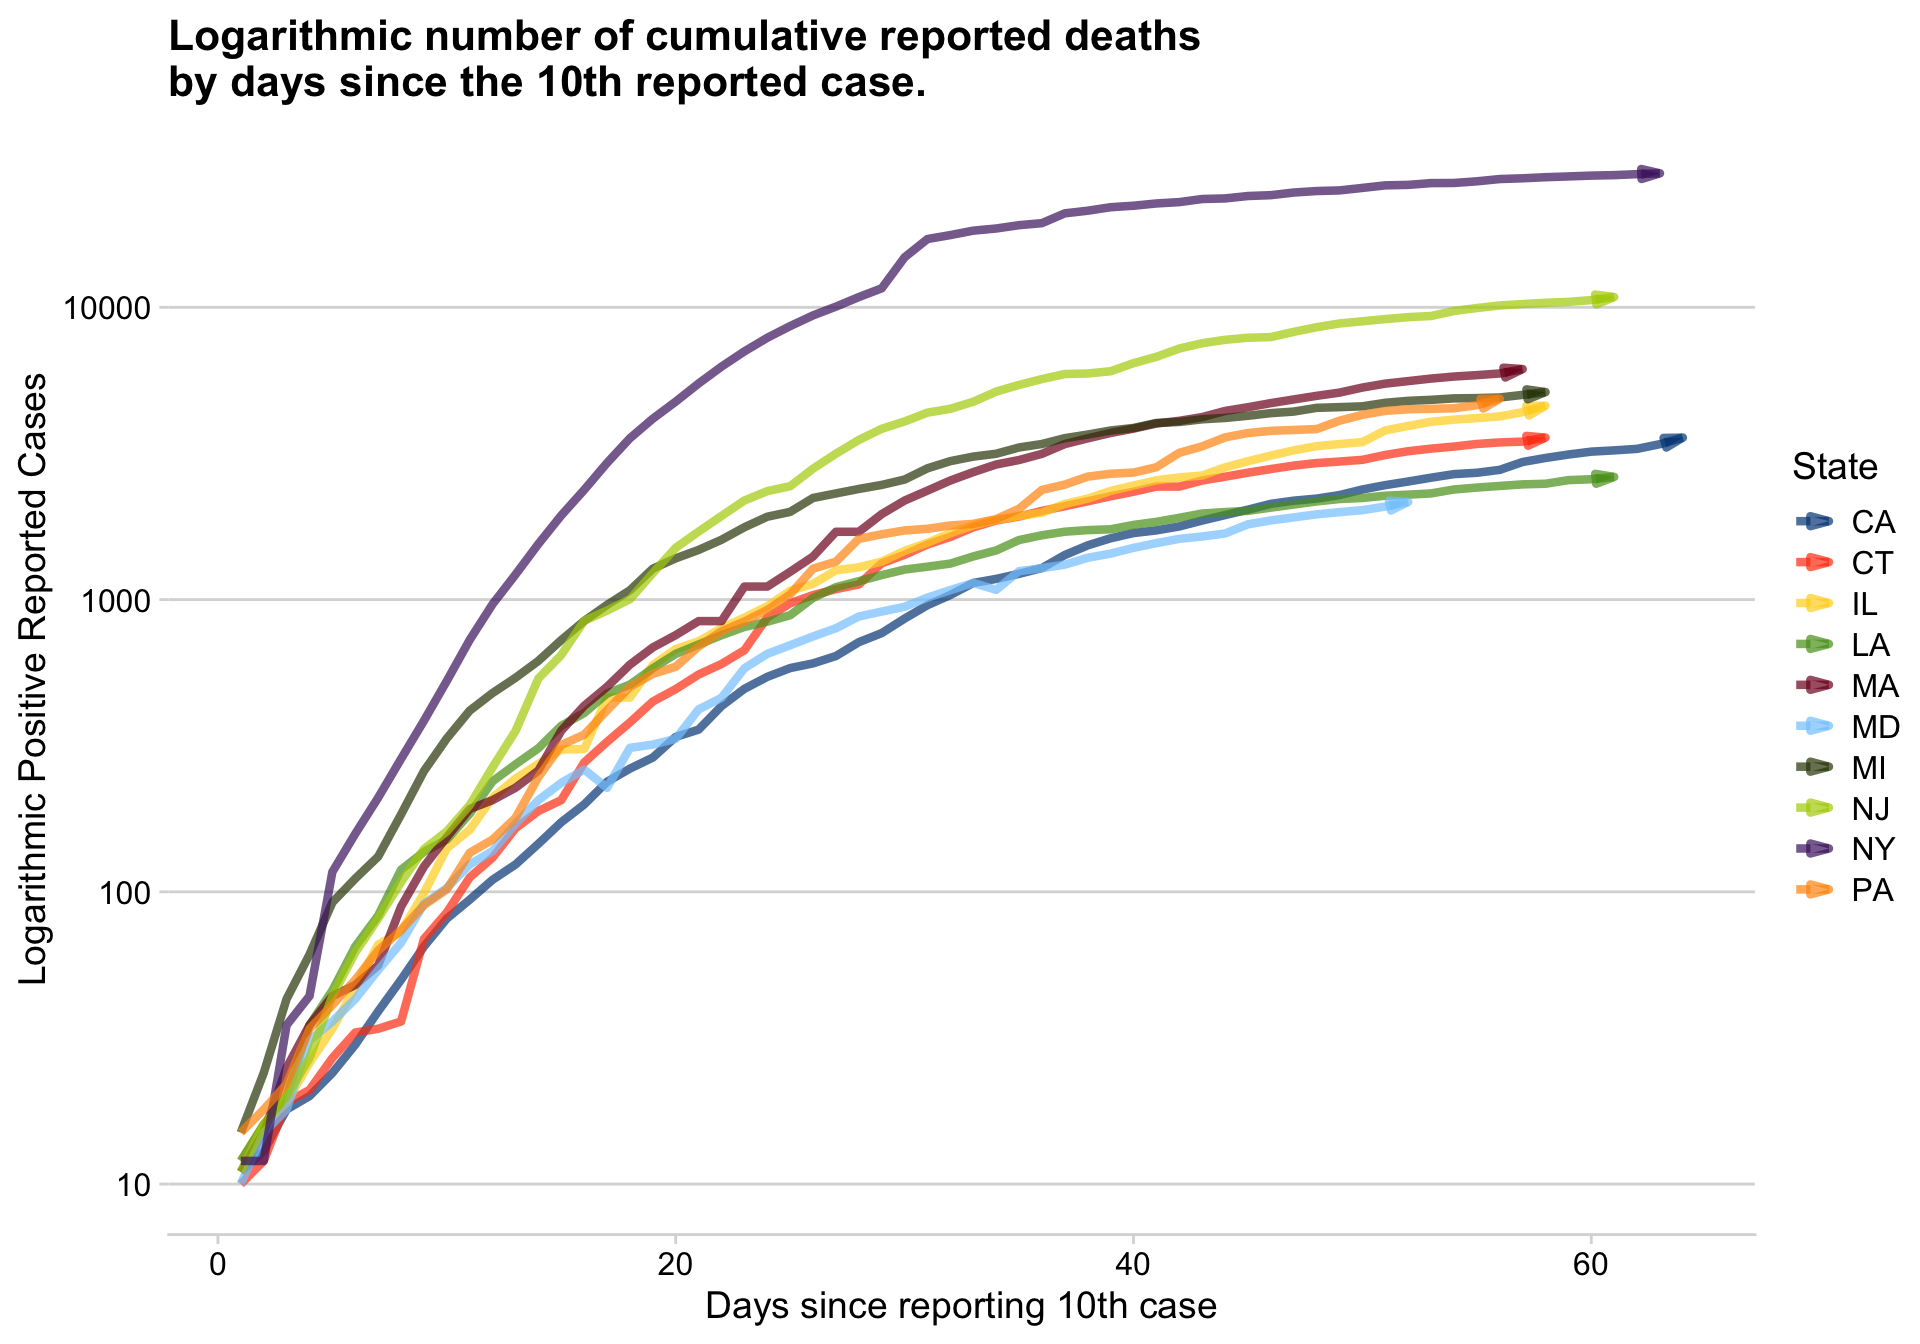 Logarithmic number of cumulative reported deaths
by days since the 10th reported case.
Logarithmic Positive Reported Cases
10000
1000
100
10
0
20
40
60
Days since reporting 10th case
State
CA
CT
IL
LA
MA
MD
MI
NJ
NY
PA